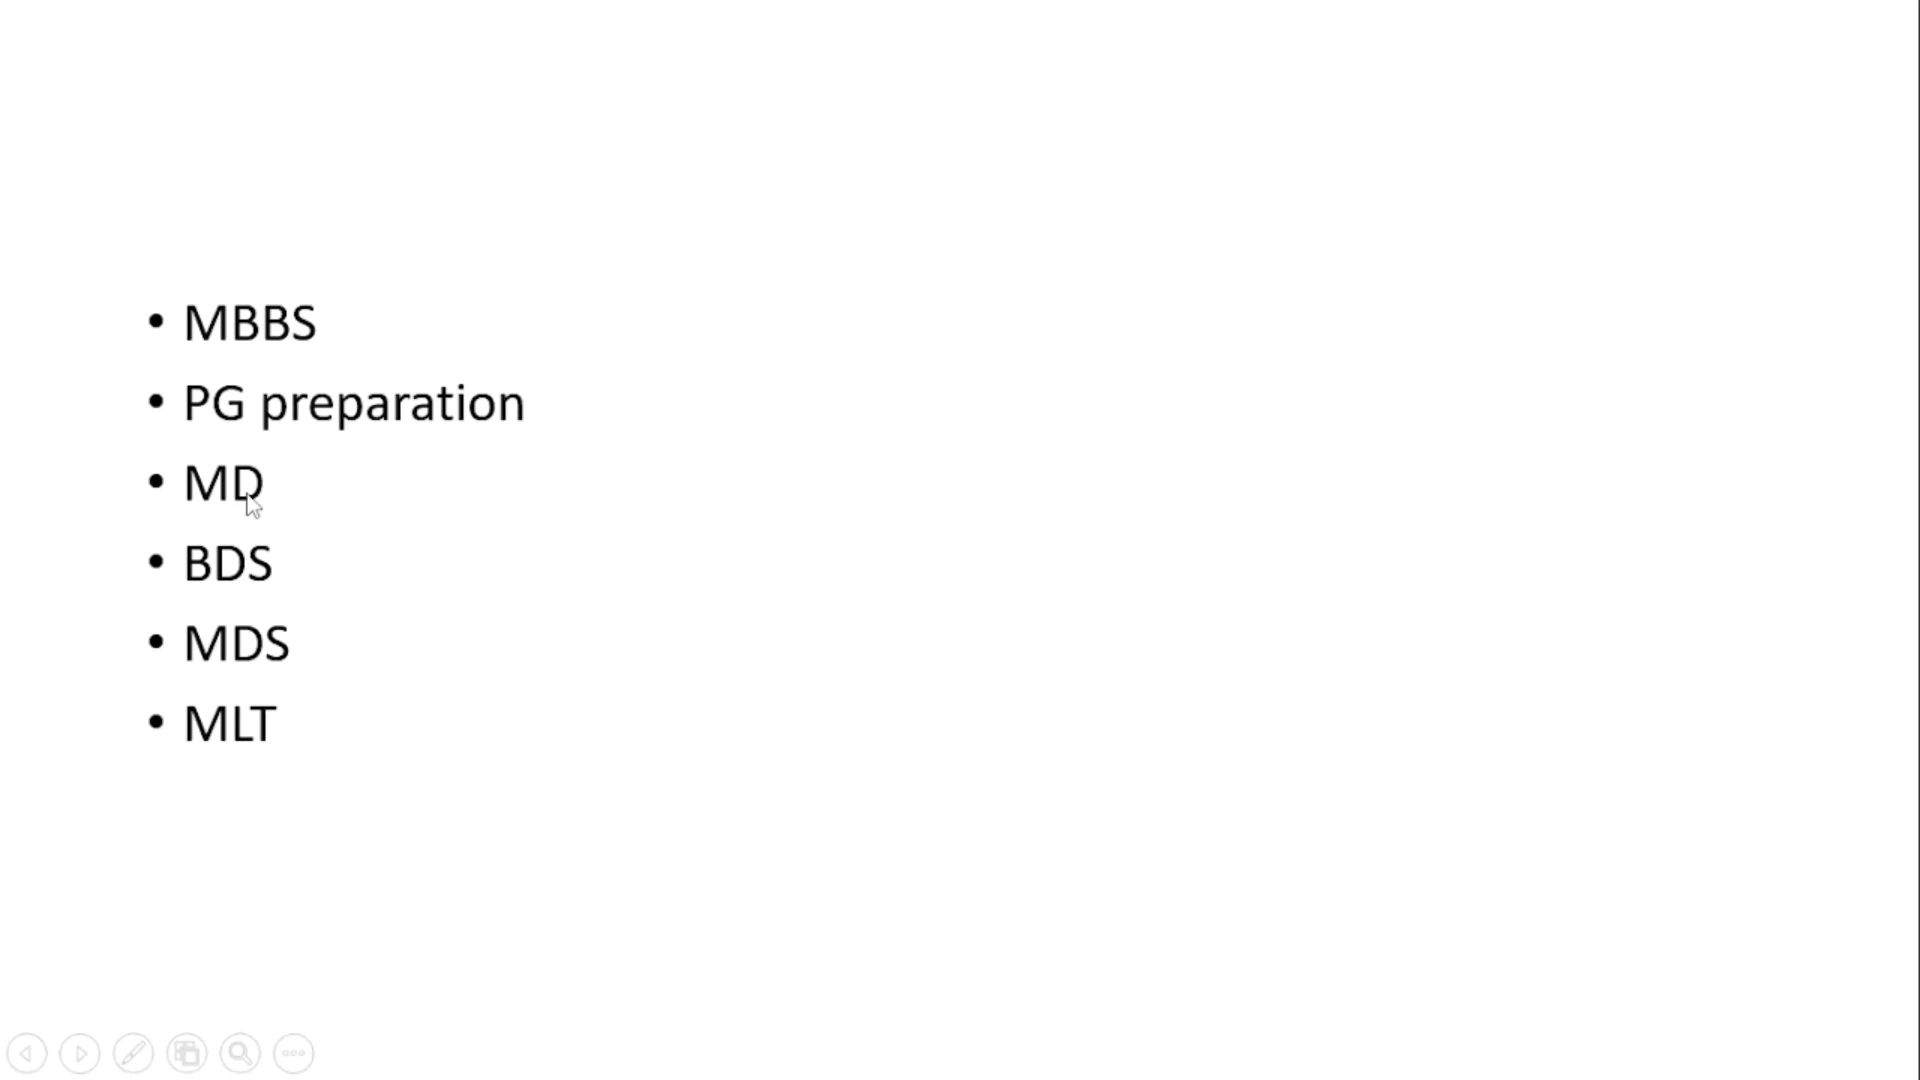 • MBBS
• PG preparation
• MD
• BDS
• MDS
• MLT